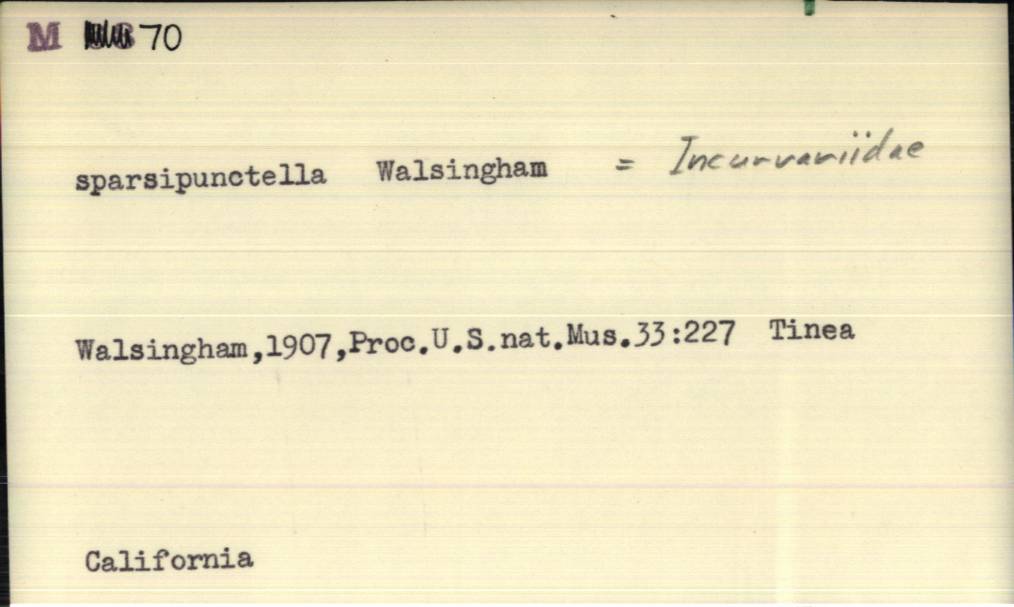 M 70
sparsipunctella Walsingham = Incurvariidae
Walsingham,1907,Proc.U.S.nat.Mus.33:227 Tinea
California